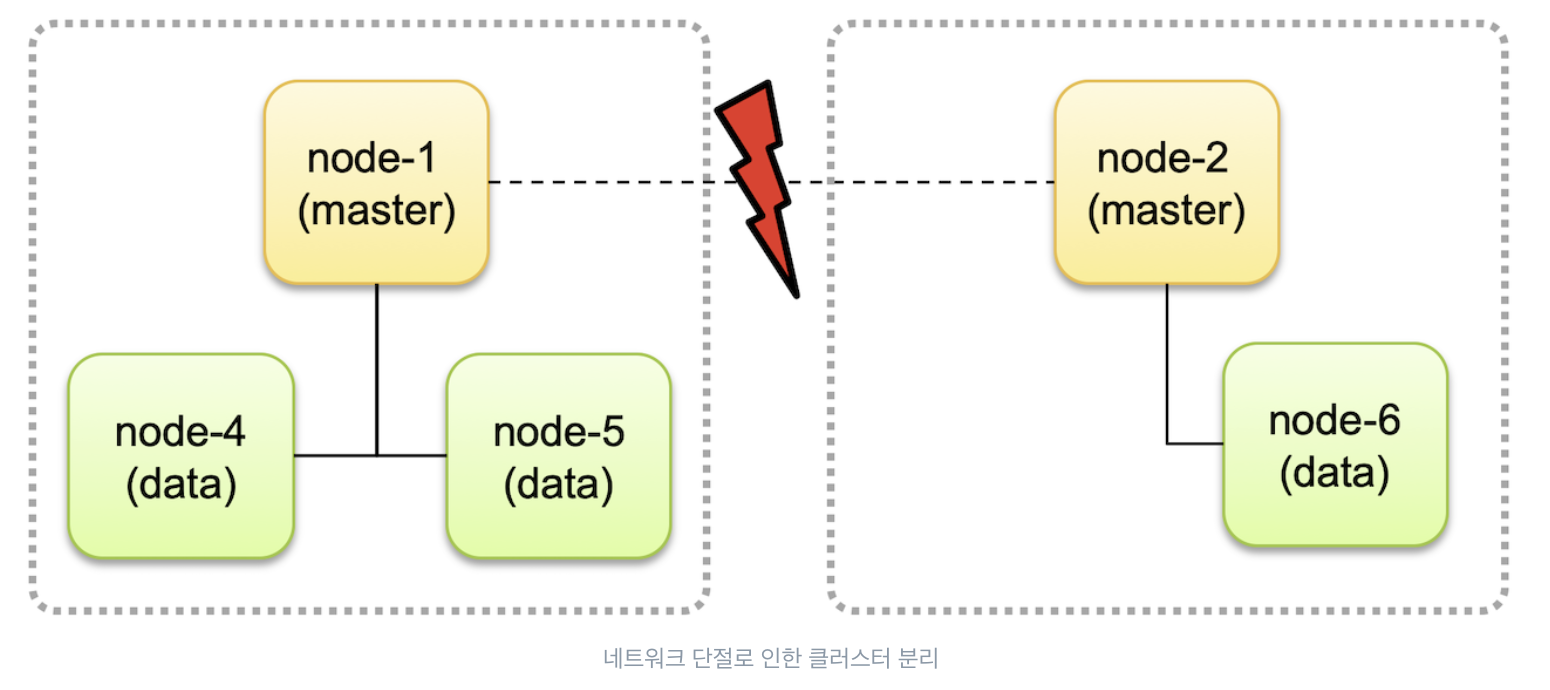 node-1
(master)
node-2
(master)
node-4
(data)
node-5
(data)
node-6
(data)
네트워크 단절로 인한 클러스터 분리